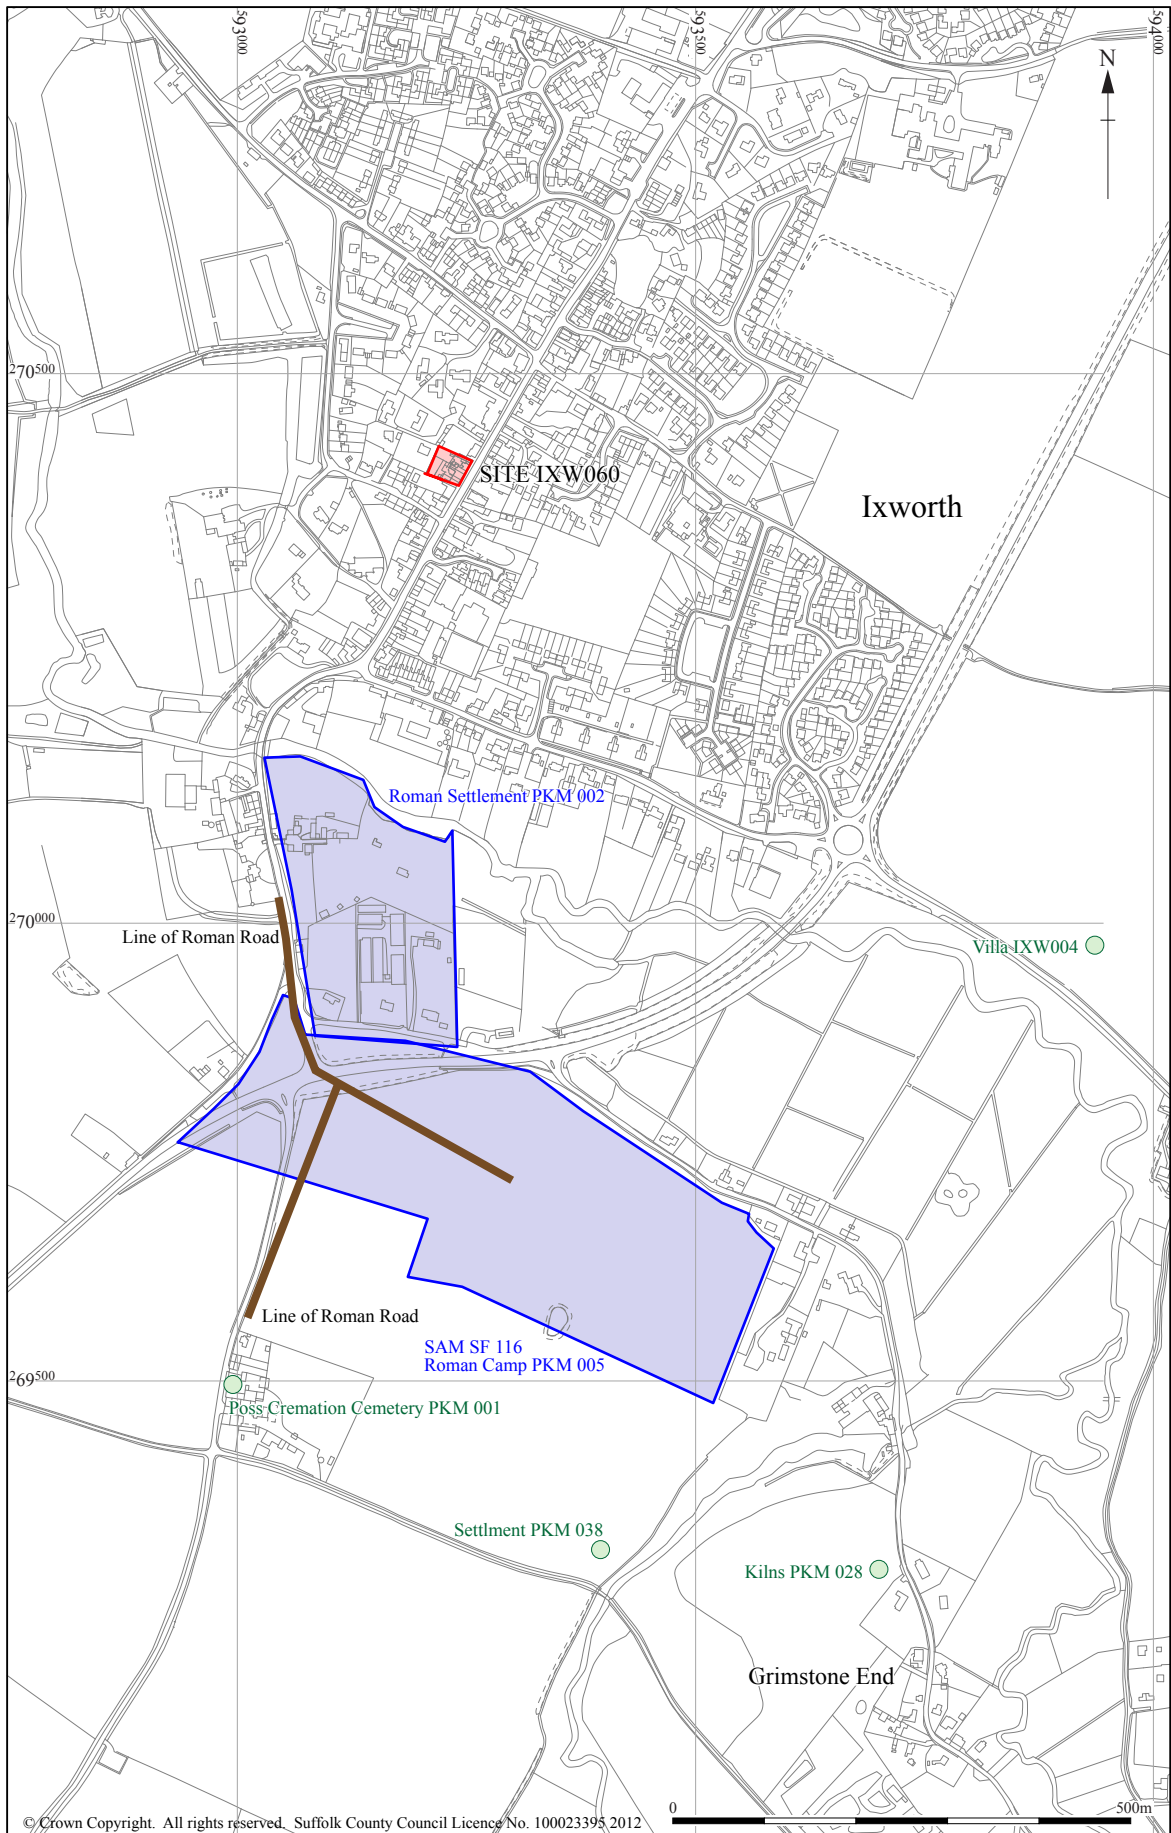 593000
593500
594000
N
270500
SITE IXW060
Ixworth
Roman Settlement PKM 002
270000
Line of Roman Road
Villa IXW004
Line of Roman Road
SAM SF 116
Roman Camp PKM 005
269500
Poss Cremation Cemetery PKM 001
Settlment PKM 038
Kilns PKM 028
Grimstone End
0
500m
© Crown Copyright. All rights reserved. Suffolk County Council Licence No. 100023395 2012